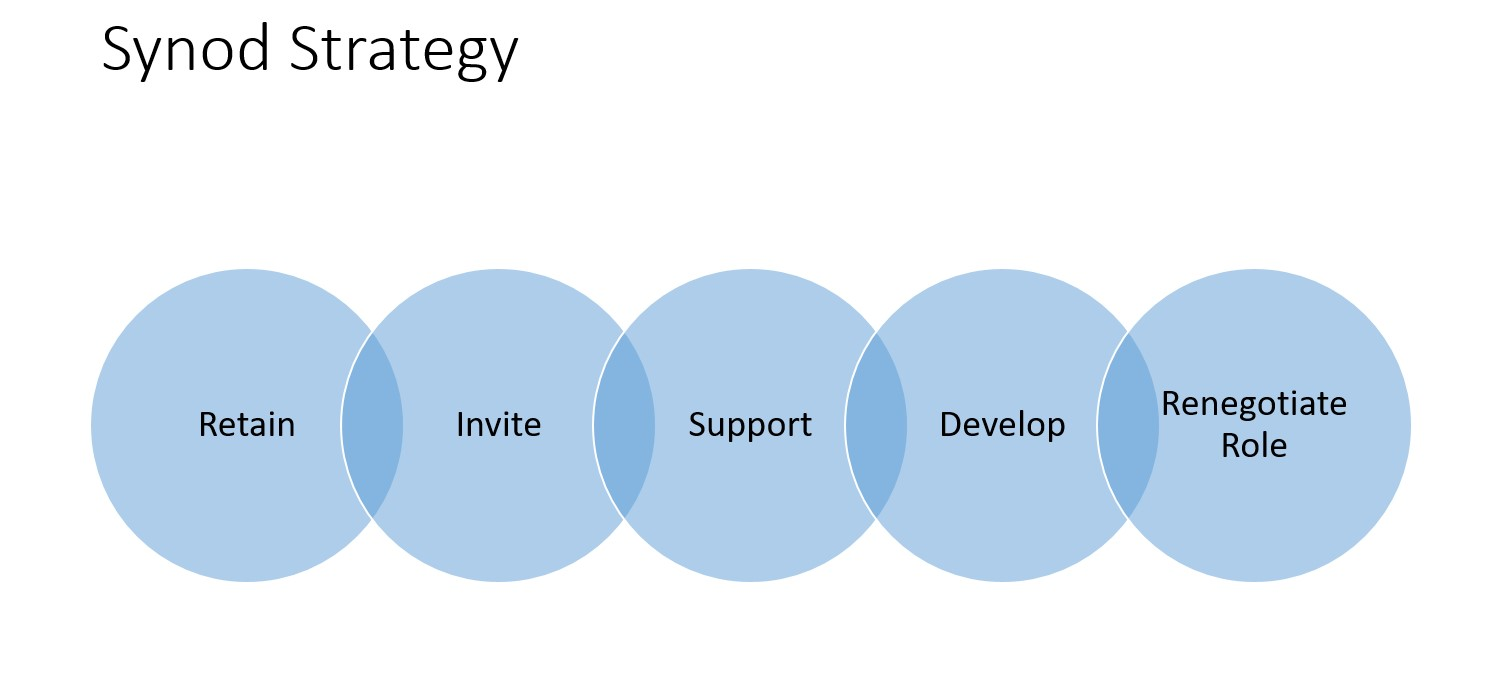 Synod Strategy
Retain
Invite
Support
Develop
Renegotiate
Role